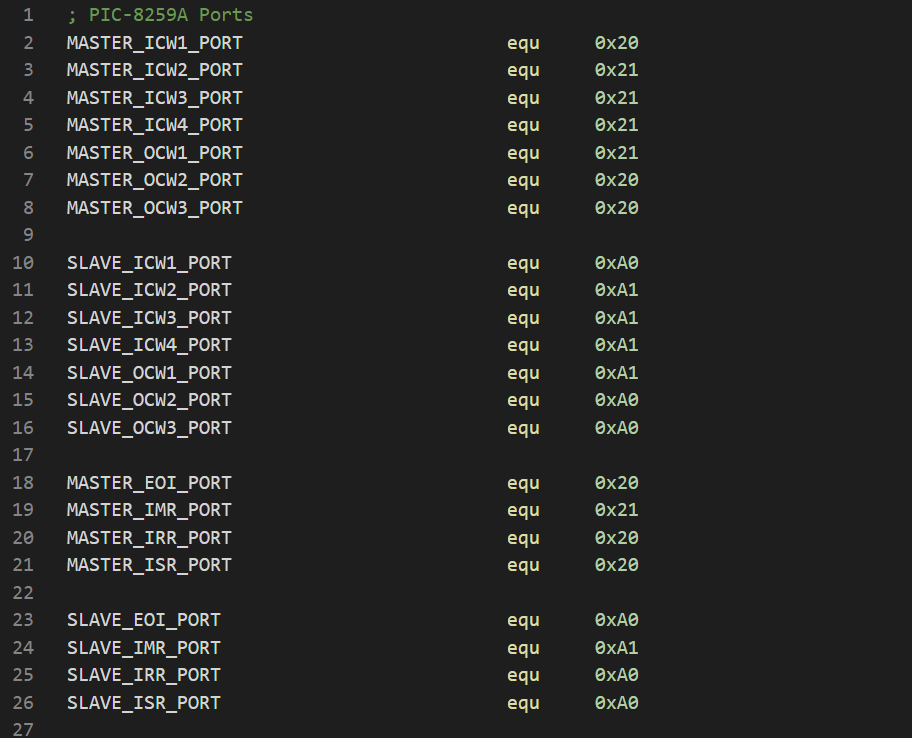 1 ; PIC-8259A Ports
2 MASTER_ICW1_PORT equ 0x20
3 MASTER_ICW2_PORT equ 0x21
4 MASTER_ICW3_PORT equ 0x21
5 MASTER_ICW4_PORT equ 0x21
6 MASTER_OCW1_PORT equ 0x21
7 MASTER_OCW2_PORT equ 0x20
8 MASTER_OCW3_PORT equ 0x20
9
10 SLAVE_ICW1_PORT equ 0xA0
11 SLAVE_ICW2_PORT equ 0xA1
12 SLAVE_ICW3_PORT equ 0xA1
13 SLAVE_ICW4_PORT equ 0xA1
14 SLAVE_OCW1_PORT equ 0xA1
15 SLAVE_OCW2_PORT equ 0xA0
16 SLAVE_OCW3_PORT equ 0xA0
17
18 MASTER_EOI_PORT equ 0x20
19 MASTER_IMR_PORT equ 0x21
20 MASTER_IRR_PORT equ 0x20
21 MASTER_ISR_PORT equ 0x20
22
23 SLAVE_EOI_PORT equ 0xA0
24 SLAVE_IMR_PORT equ 0xA1
25 SLAVE_IRR_PORT equ 0xA0
26 SLAVE_ISR_PORT equ 0xA0
27